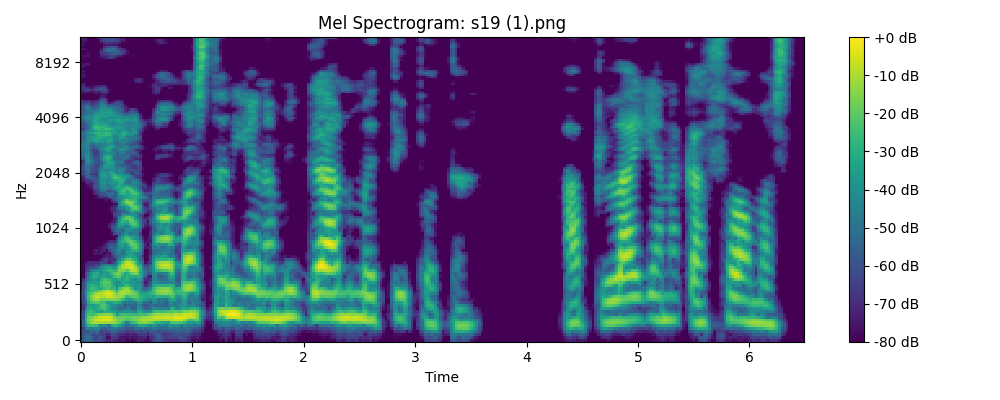 Mel Spectrogram: s19 (1).png
+0 dB
8192
-10 dB
4096
-20 dB
-30 dB
2048
Hz
-40 dB
1024
-50 dB
512
-60 dB
-70 dB
0
-80 dB
0 1 2 3 4 5 6
Time